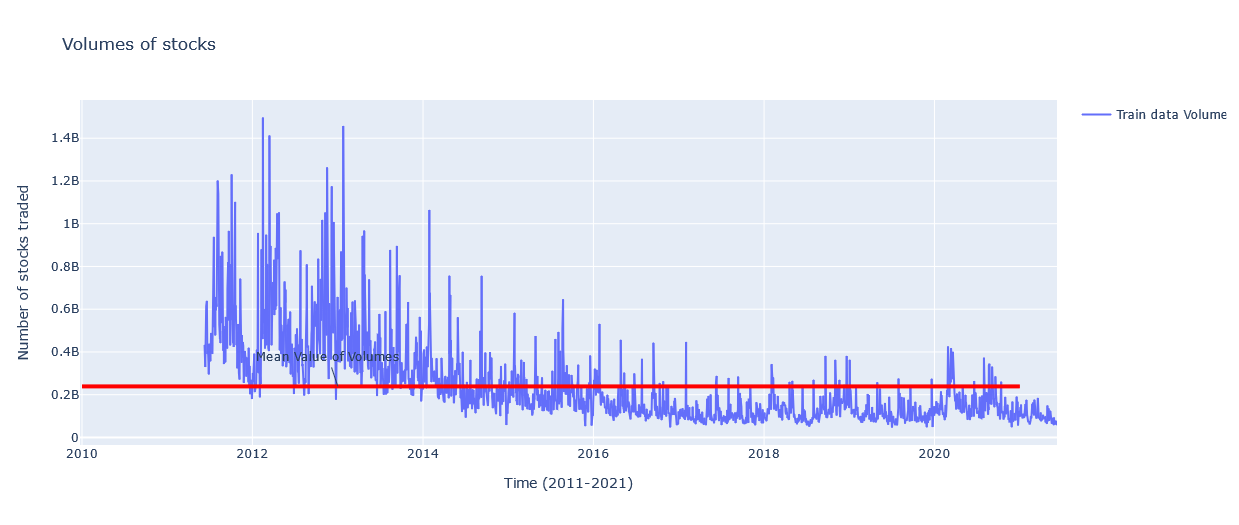 Volumes of stocks
Train data Volume
Number of stocks traded
1.4B
1.2B
1B
0.8B
0.6B
0.4B
0.2B
0
Mean Value of Volumes
2010 2012 2014 2016 2018 2020
Time (2011-2021)